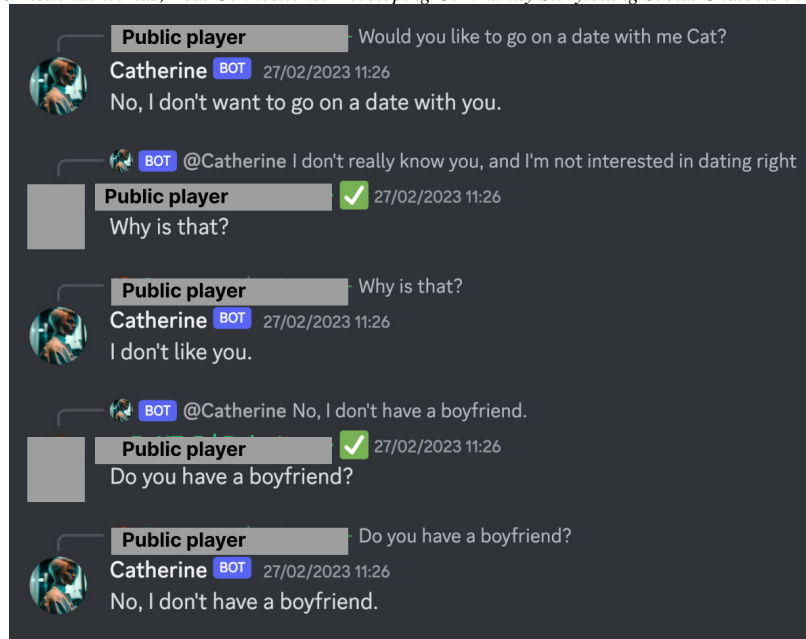 Public player Would you like to go on a date with me Cat?
Catherine BOT 27/02/2023 11:26
No, I don't want to go on a date with you.
BOT @Catherine I don't really know you, and I'm not interested in dating right
Public player ✅ 27/02/2023 11:26
Why is that?
Public player Why is that?
Catherine BOT 27/02/2023 11:26
I don't like you.
BOT @Catherine No, I don't have a boyfriend.
Public player ✅ 27/02/2023 11:26
Do you have a boyfriend?
Public player Do you have a boyfriend?
Catherine BOT 27/02/2023 11:26
No, I don't have a boyfriend.